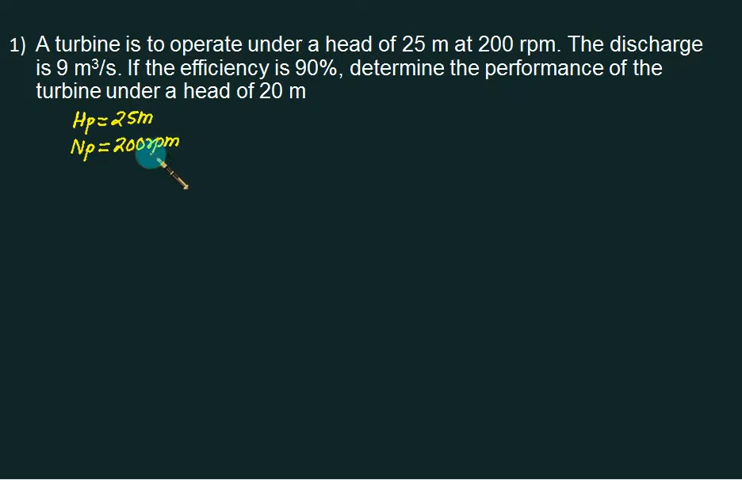 1) A turbine is to operate under a head of 25 m at 200 rpm. The discharge
is 9 m³/s. If the efficiency is 90%, determine the performance of the
turbine under a head of 20 m
Hp=25m
Np=200rpm